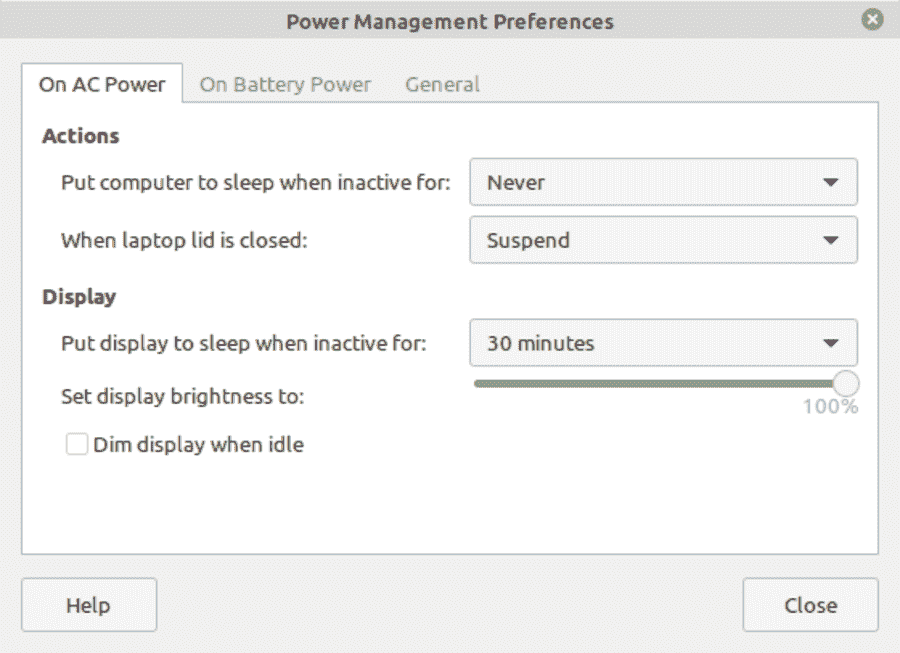 Power Management Preferences
On AC Power On Battery Power General
Actions
Put computer to sleep when inactive for: Never
When laptop lid is closed: Suspend
Display
Put display to sleep when inactive for: 30 minutes
Set display brightness to:
100%
Dim display when idle
Help Close